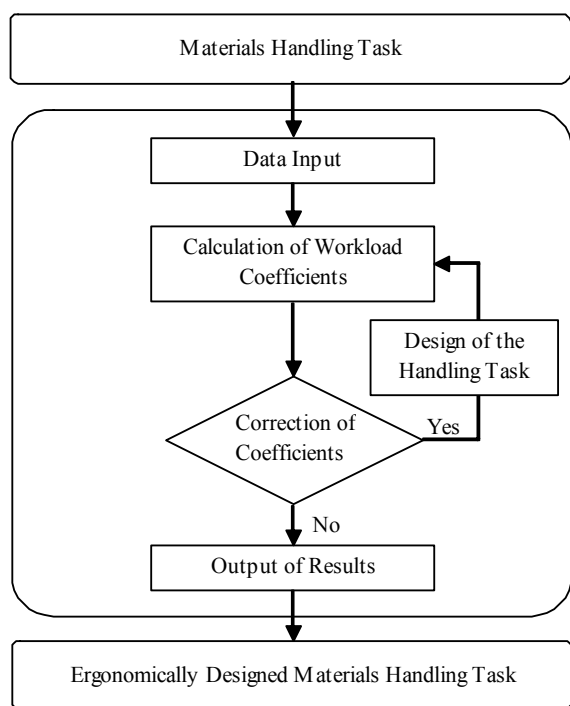 Materials Handling Task
Data Input
Calculation of Workload
Coefficients
Design of the
Handling Task
Correction of
Coefficients
Yes
No
Output of Results
Ergonomically Designed Materials Handling Task